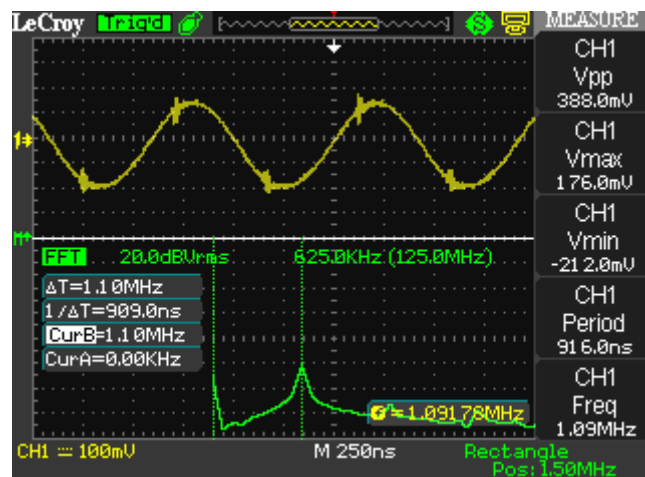 LeCroy Trig'd S MEASURE
CH1
Vpp
388.0mV
CH1
Vmax
176.0mV
CH1
Vmin
-212.0mV
CH1
Period
916.0ns
CH1
Freq
1.09MHz
1
M
FFT 20.0dBVrms 625.0KHz (125.0MHz)
ΔT=1.10MHz
1/ΔT=909.0ns
CurB=1.10MHz
CurA=0.00KHz
f=1.09178MHz
CH1 100mV M 250ns Rectangle
Pos:1.50MHz